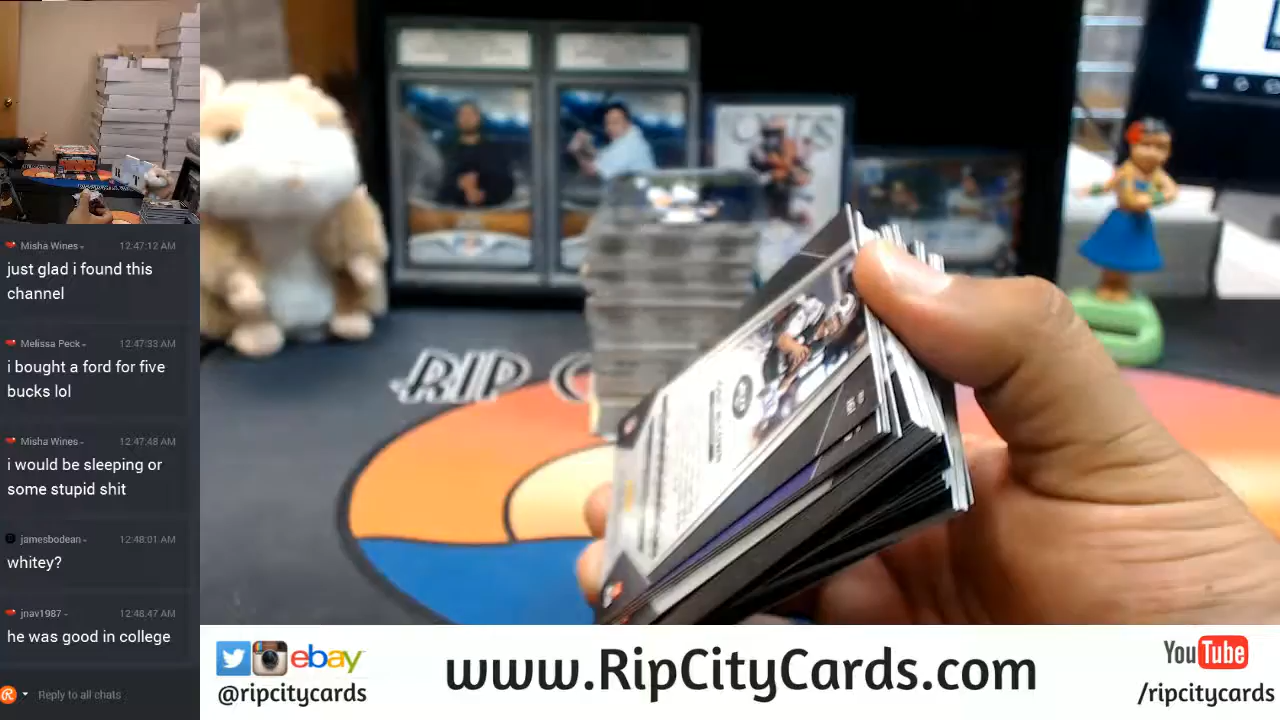 Misha Wines 12:47:12 AM
just glad i found this
channel
Melissa Peck 12:47:33 AM
i bought a ford for five
bucks lol
Misha Wines 12:47:48 AM
i would be sleeping or
some stupid shit
jamesbodean 12:48:01 AM
whitey?
jnav1987 12:48:47 AM
he was good in college
Reply to all chats
RIP C
ebay
@ripcitycards
www.RipCityCards.com
YouTube
/ripcitycards